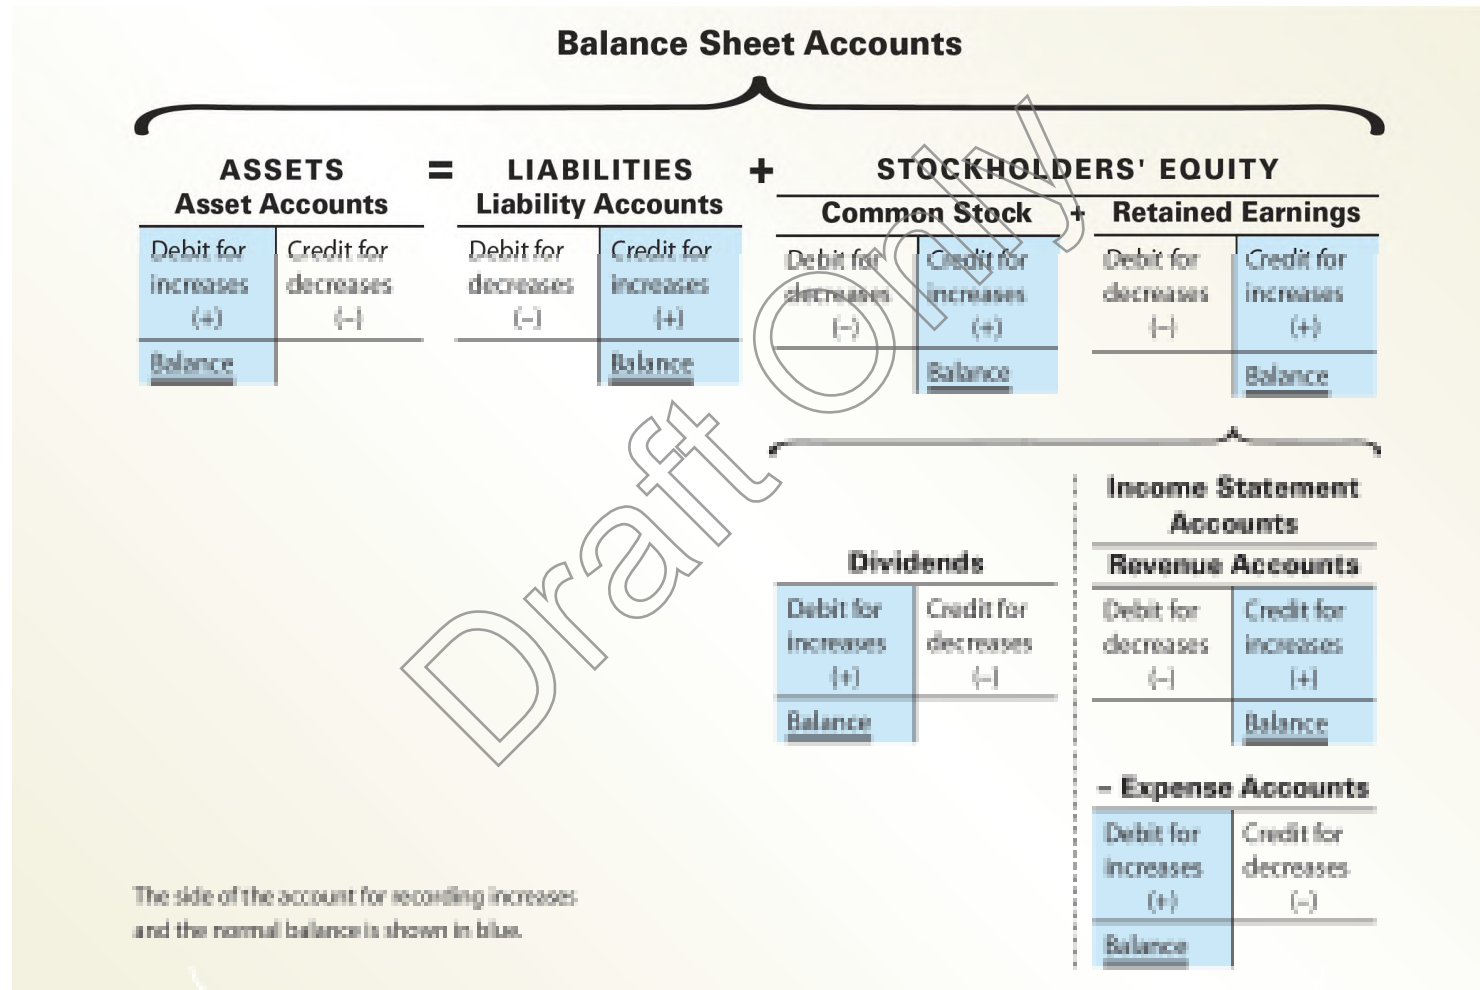 Balance Sheet Accounts
ASSETS = LIABILITIES + STOCKHOLDERS' EQUITY
Asset Accounts
Debit for
increases
(+)
Balance
Credit for
decreases
(–)
Liability Accounts
Debit for
decreases
(–)
Credit for
increases
(+)
Balance
Common Stock + Retained Earnings
Debit for
decreases
(–)
Credit for
increases
(+)
Balance
Debit for
decreases
(–)
Credit for
increases
(+)
Balance
Dividends
Debit for
increases
(+)
Balance
Credit for
decreases
(–)
Income Statement
Accounts
Revenue Accounts
Debit for
decreases
(–)
Credit for
increases
(+)
Balance
– Expense Accounts
Debit for
increases
(+)
Balance
Credit for
decreases
(–)
The side of the account for recording increases
and the normal balance is shown in blue.
Draft Only